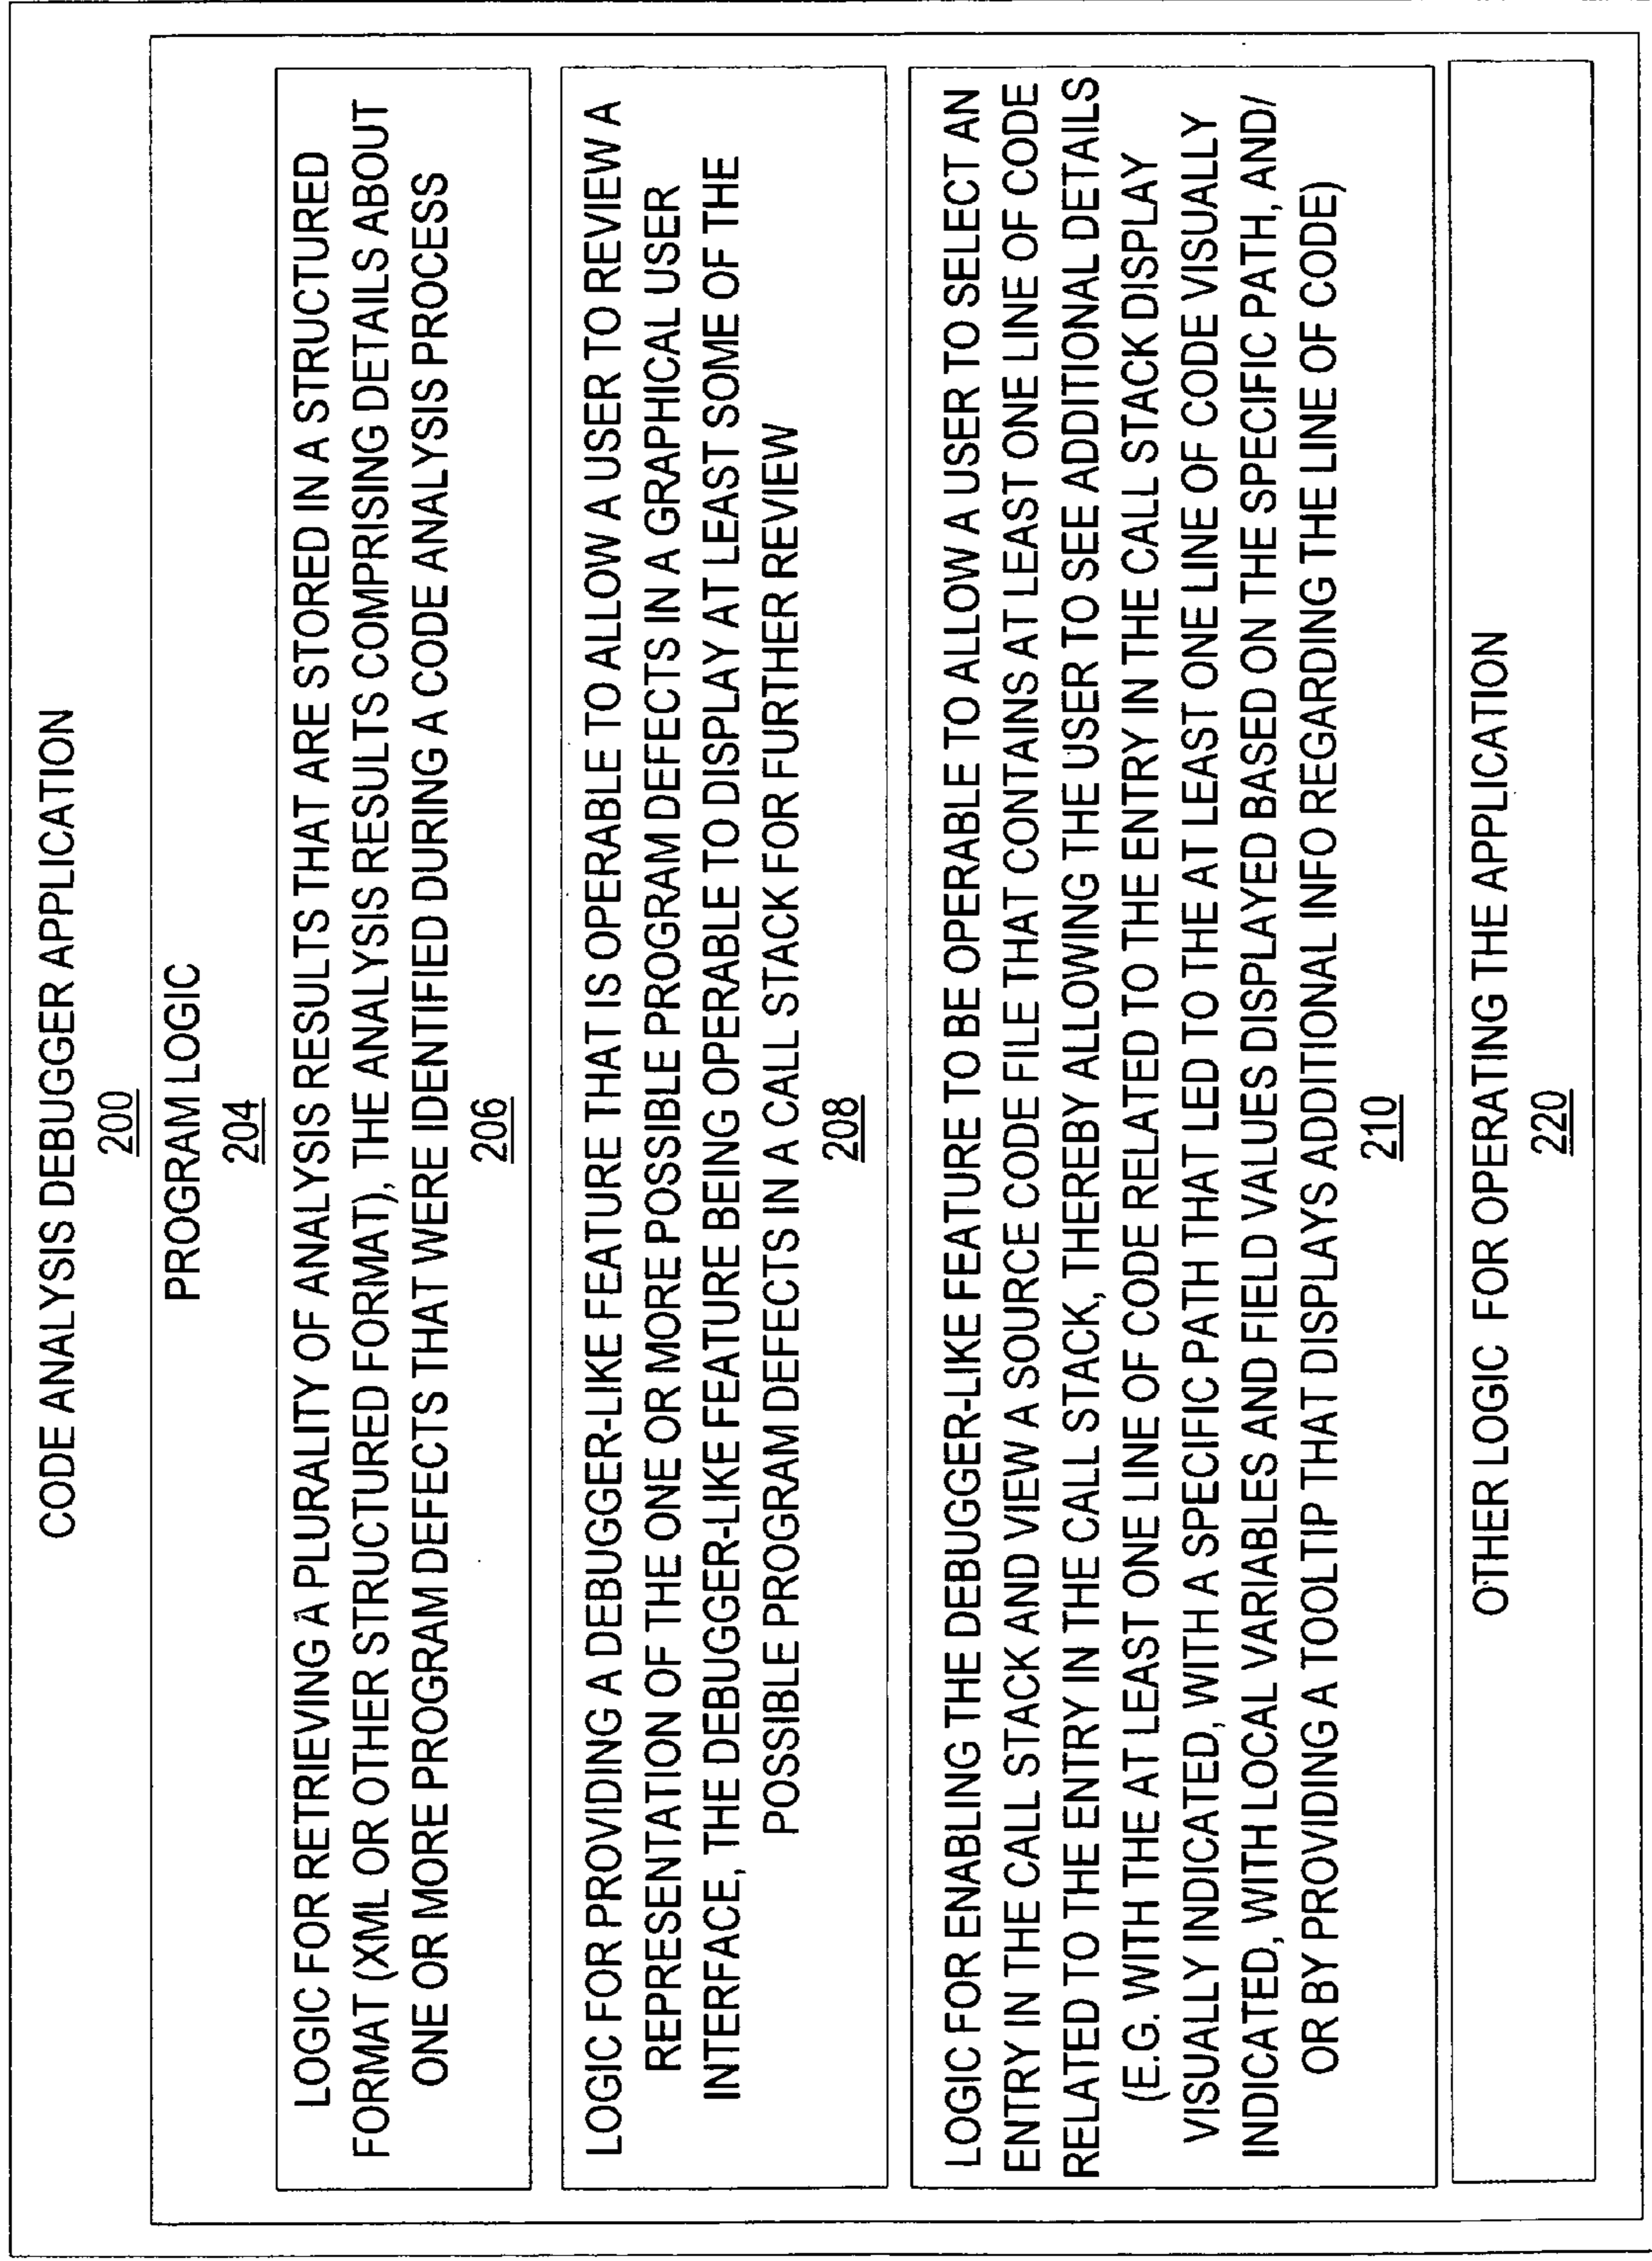 CODE ANALYSIS DEBUGGER APPLICATION
200
PROGRAM LOGIC
204
LOGIC FOR RETRIEVING A PLURALITY OF ANALYSIS RESULTS THAT ARE STORED IN A STRUCTURED
FORMAT (XML OR OTHER STRUCTURED FORMAT), THE ANALYSIS RESULTS COMPRISING DETAILS ABOUT
ONE OR MORE PROGRAM DEFECTS THAT WERE IDENTIFIED DURING A CODE ANALYSIS PROCESS
206
LOGIC FOR PROVIDING A DEBUGGER-LIKE FEATURE THAT IS OPERABLE TO ALLOW A USER TO REVIEW A
REPRESENTATION OF THE ONE OR MORE POSSIBLE PROGRAM DEFECTS IN A GRAPHICAL USER
INTERFACE, THE DEBUGGER-LIKE FEATURE BEING OPERABLE TO DISPLAY AT LEAST SOME OF THE
POSSIBLE PROGRAM DEFECTS IN A CALL STACK FOR FURTHER REVIEW
208
LOGIC FOR ENABLING THE DEBUGGER-LIKE FEATURE TO BE OPERABLE TO ALLOW A USER TO SELECT AN
ENTRY IN THE CALL STACK AND VIEW A SOURCE CODE FILE THAT CONTAINS AT LEAST ONE LINE OF CODE
RELATED TO THE ENTRY IN THE CALL STACK, THEREBY ALLOWING THE USER TO SEE ADDITIONAL DETAILS
(E.G. WITH THE AT LEAST ONE LINE OF CODE RELATED TO THE ENTRY IN THE CALL STACK DISPLAY
VISUALLY INDICATED, WITH A SPECIFIC PATH THAT LED TO THE AT LEAST ONE LINE OF CODE VISUALLY
INDICATED, WITH LOCAL VARIABLES AND FIELD VALUES DISPLAYED BASED ON THE SPECIFIC PATH, AND/
OR BY PROVIDING A TOOLTIP THAT DISPLAYS ADDITIONAL INFO REGARDING THE LINE OF CODE)
210
OTHER LOGIC FOR OPERATING THE APPLICATION
220